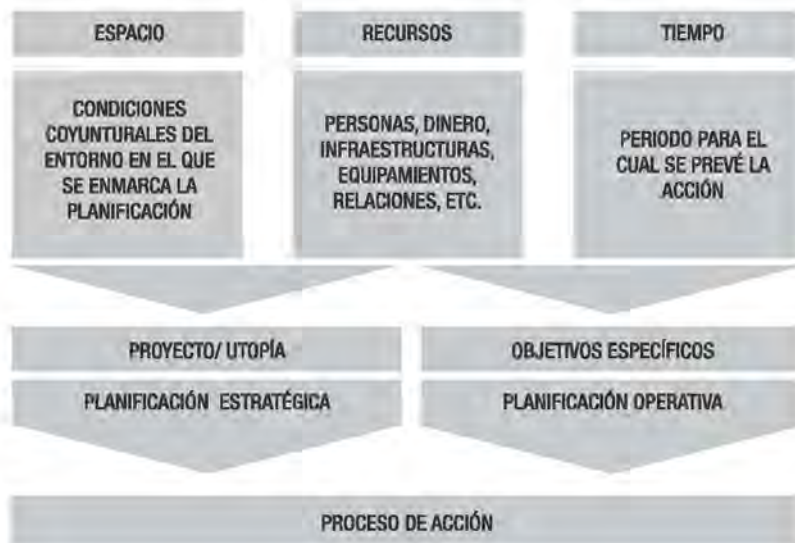 ESPACIO
RECURSOS
TIEMPO
CONDICIONES
COYUNTURALES DEL
ENTORNO EN EL QUE
SE ENMARCA LA
PLANIFICACIÓN
PERSONAS, DINERO,
INFRAESTRUCTURAS,
EQUIPAMIENTOS,
RELACIONES, ETC.
PERIODO PARA EL
CUAL SE PREVÉ LA
ACCIÓN
PROYECTO/ UTOPÍA
OBJETIVOS ESPECÍFICOS
PLANIFICACIÓN ESTRATÉGICA
PLANIFICACIÓN OPERATIVA
PROCESO DE ACCIÓN